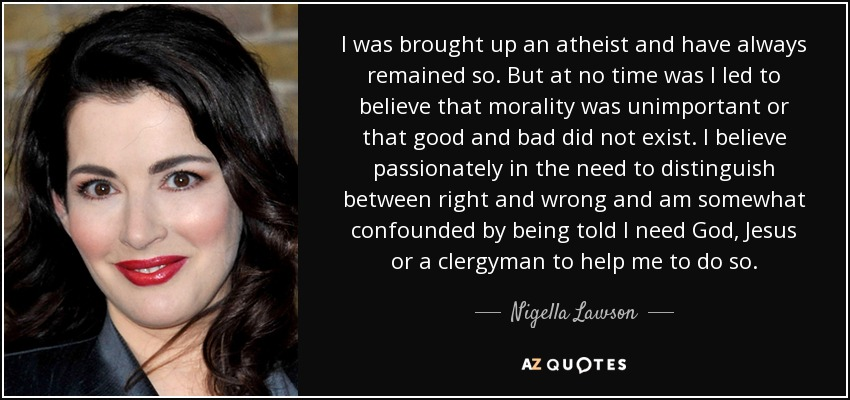 I was brought up an atheist and have always
remained so. But at no time was I led to
believe that morality was unimportant or
that good and bad did not exist. I believe
passionately in the need to distinguish
between right and wrong and am somewhat
confounded by being told I need God, Jesus
or a clergyman to help me to do so.
Nigella Lawson
AZ QUOTES